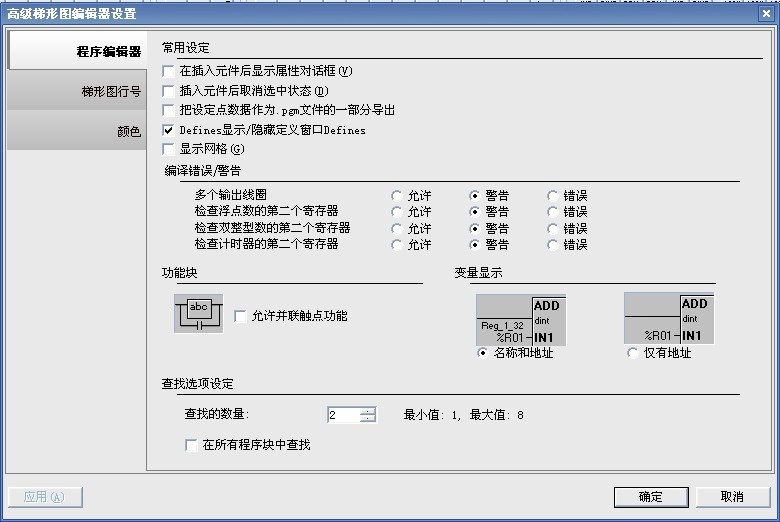 高级梯形图编辑器设置
程序编辑器
梯形图行号
颜色
常用设定
在插入元件后显示属性对话框(V)
插入元件后取消选中状态(D)
把设定点数据作为.pgm文件的一部分导出
Defines显示/隐藏定义窗口Defines
显示网格(G)
编译错误/警告
多个输出线圈 允许 警告 错误
检查浮点数的第二个寄存器 允许 警告 错误
检查双整型数的第二个寄存器 允许 警告 错误
检查计时器的第二个寄存器 允许 警告 错误
功能块
abc
允许并联触点功能
变量显示
ADD
dint
Reg_1_32
%R01 IN1
名称和地址
ADD
dint
%R01 IN1
仅有地址
查找选项设定
查找的数量: 2 最小值: 1, 最大值: 8
在所有程序块中查找
应用(A) 确定 取消